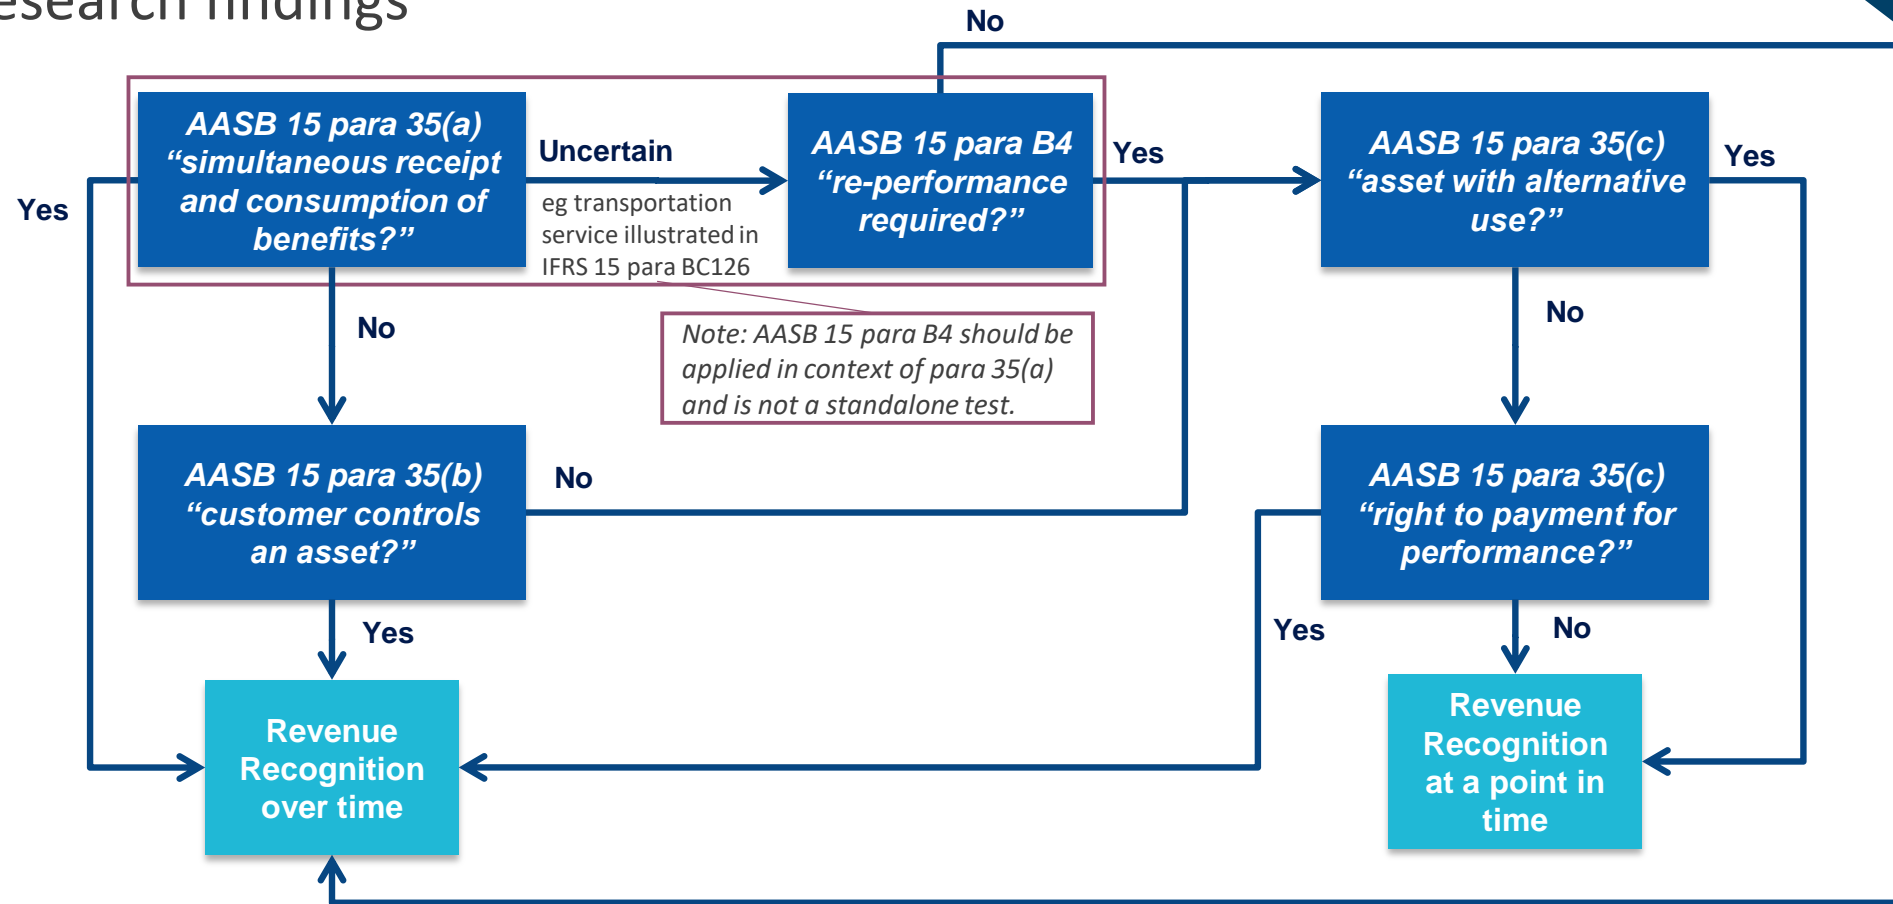 esearch findings
No
AASB 15 para 35(a)
“simultaneous receipt
and consumption of
benefits?”
Uncertain
eg transportation
service illustrated in
IFRS 15 para BC126
AASB 15 para B4
“re-performance
required?”
Yes
AASB 15 para 35(c)
“asset with alternative
use?”
Yes
Yes
No
Note: AASB 15 para B4 should be
applied in context of para 35(a)
and is not a standalone test.
No
AASB 15 para 35(b)
“customer controls
an asset?”
No
AASB 15 para 35(c)
“right to payment for
performance?”
Yes
Yes
No
Revenue
Recognition
over time
Revenue
Recognition
at a point in
time